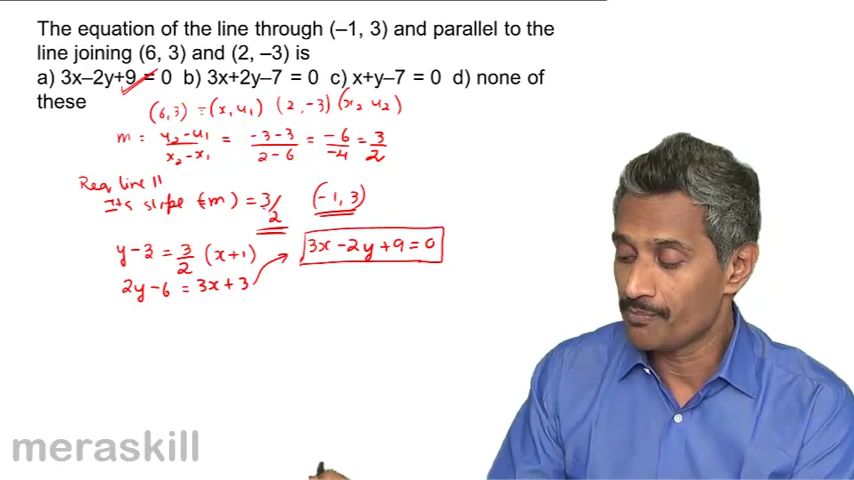 The equation of the line through (–1, 3) and parallel to the
line joining (6, 3) and (2, –3) is
a) 3x–2y+9 = 0 b) 3x+2y–7 = 0 c) x+y–7 = 0 d) none of
these
(6,3) = (x, y₁) (2,-3) (x₂ y₂)
m = y₂-y₁/x₂-x₁ = -3-3/2-6 = -6/-4 = 3/2
Req line ||
Its slope (m) = 3/2 (-1, 3)
y-3 = 3/2 (x+1) 3x-2y+9=0
2y-6 = 3x+3
meraskill